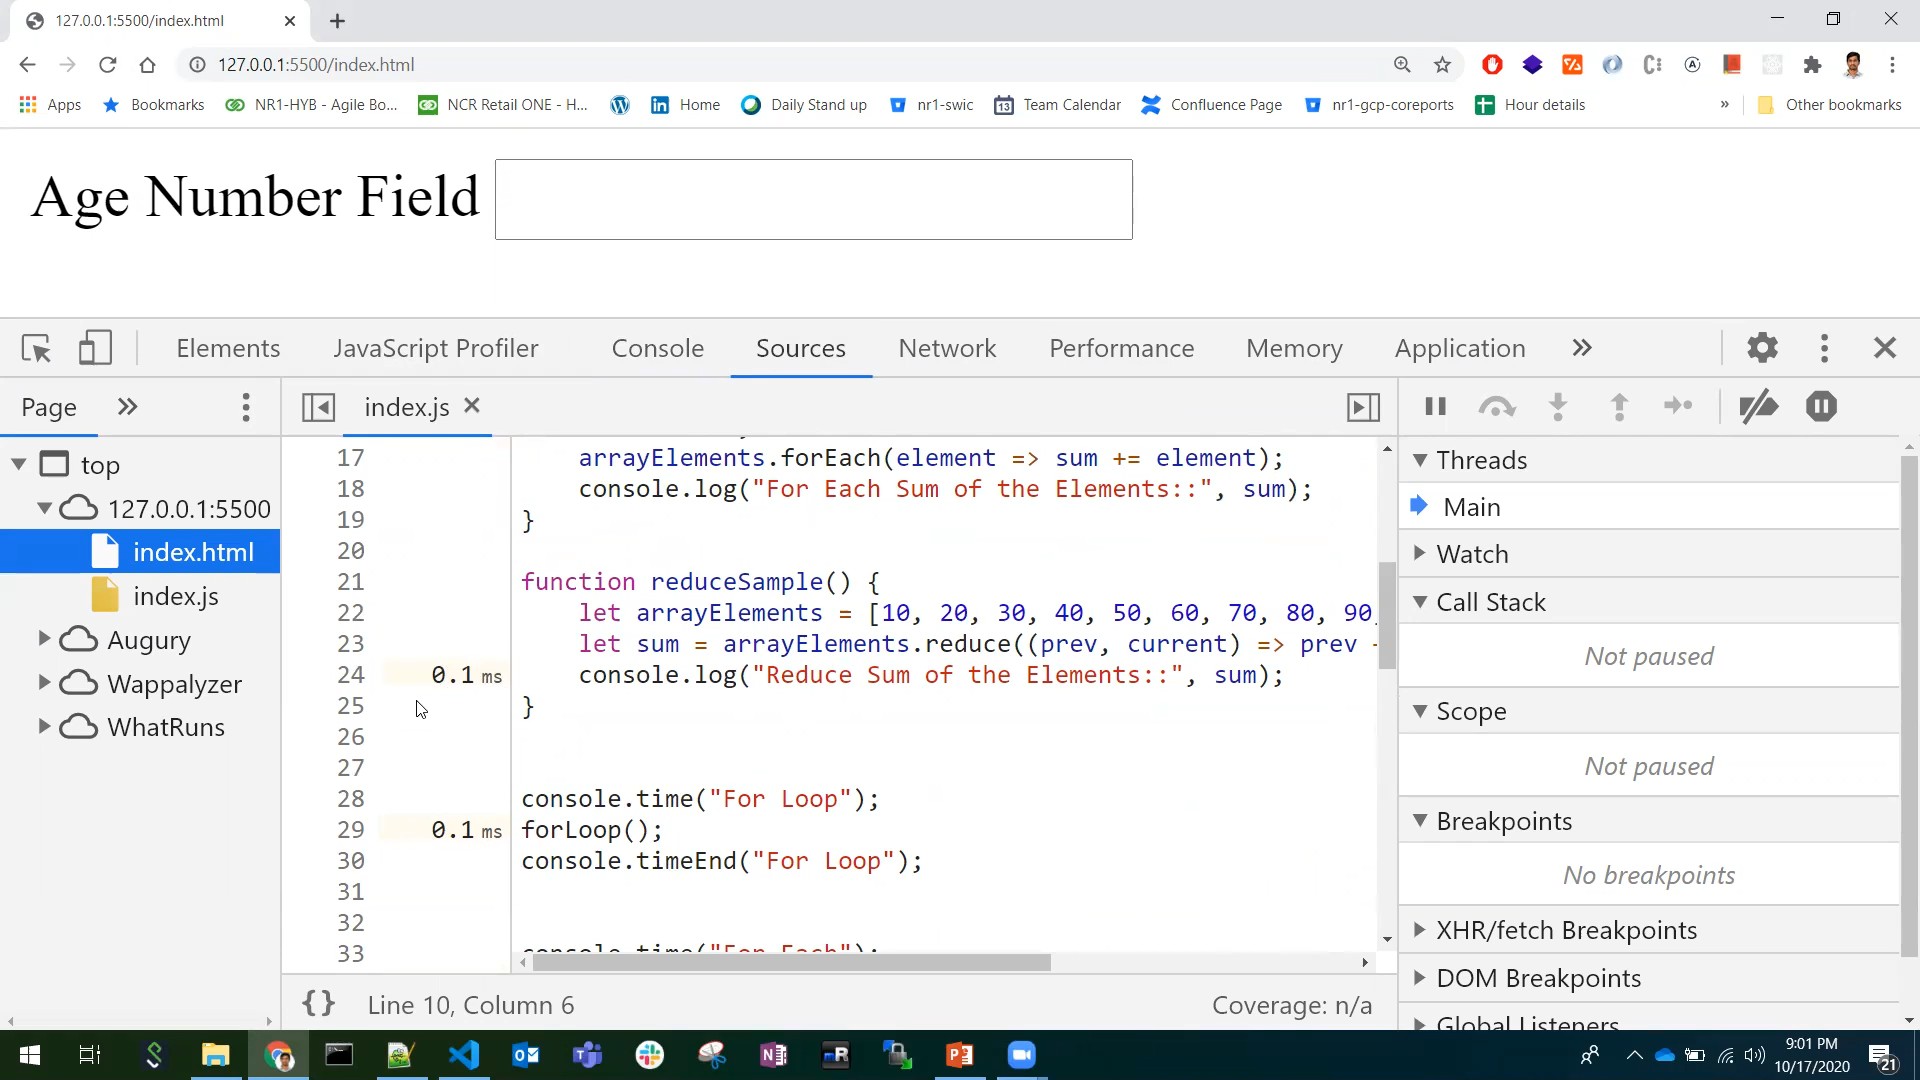 127.0.0.1:5500/index.html
127.0.0.1:5500/index.html
Apps Bookmarks NR1-HYB - Agile Bo... NCR Retail ONE - H... Home Daily Stand up nr1-swic Team Calendar Confluence Page nr1-gcp-coreports Hour details » Other bookmarks
Age Number Field
Elements JavaScript Profiler Console Sources Network Performance Memory Application
Page index.js
top
127.0.0.1:5500
index.html
index.js
Augury
Wappalyzer
WhatRuns
17 arrayElements.forEach(element => sum += element);
18 console.log("For Each Sum of the Elements::", sum);
19 }
20
21 function reduceSample() {
22 let arrayElements = [10, 20, 30, 40, 50, 60, 70, 80, 90,
23 let sum = arrayElements.reduce((prev, current) => prev
24 0.1 ms console.log("Reduce Sum of the Elements::", sum);
25 }
26
27
28 console.time("For Loop");
29 0.1 ms forLoop();
30 console.timeEnd("For Loop");
31
32
33 console.time("For Each");
{} Line 10, Column 6 Coverage: n/a
Threads
Main
Watch
Call Stack
Not paused
Scope
Not paused
Breakpoints
No breakpoints
XHR/fetch Breakpoints
DOM Breakpoints
Global Listeners
9:01 PM
10/17/2020
21